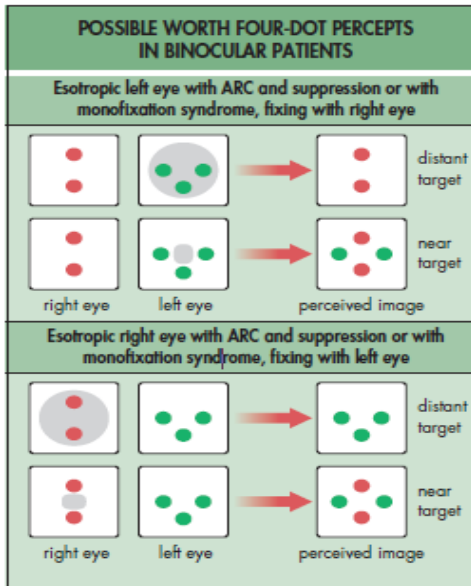 POSSIBLE WORTH FOUR-DOT PERCEPTS
IN BINOCULAR PATIENTS
Esotropic left eye with ARC and suppression or with
monofixation syndrome, fixing with right eye
distant
target
near
target
right eye left eye perceived image
Esotropic right eye with ARC and suppression or with
monofixation syndrome, fixing with left eye
distant
target
near
target
right eye left eye perceived image